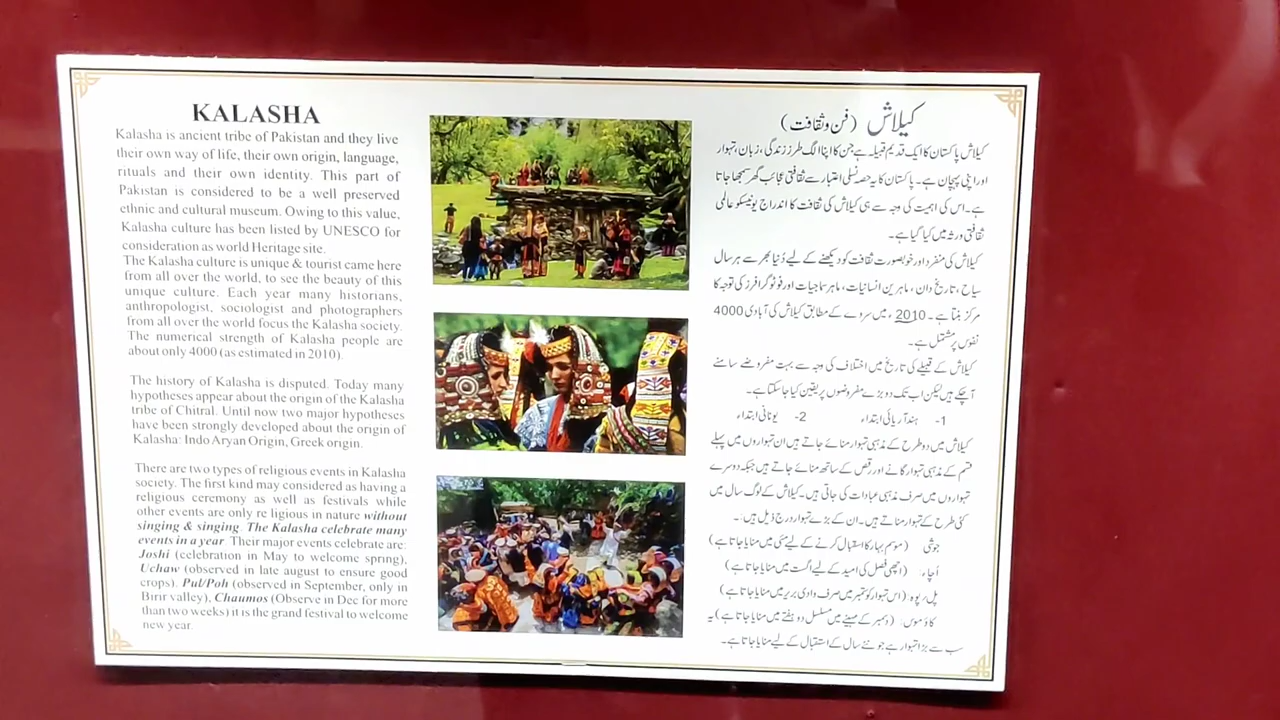 KALASHA
Kalasha is ancient tribe of Pakistan and they live
their own way of life, their own origin, language,
rituals and their own identity. This part of
Pakistan is considered to be a well preserved
ethnic and cultural museum. Owing to this value,
Kalasha culture has been listed by UNESCO for
consideration as world Heritage site.
The Kalasha culture is unique & tourist came here
from all over the world, to see the beauty of this
unique culture. Each year many historians,
anthropologist, sociologist and photographers
from all over the world focus the Kalasha society.
The numerical strength of Kalasha people are
about only 4000 (as estimated in 2010).
The history of Kalasha is disputed. Today many
hypotheses appear about the origin of the Kalasha
tribe of Chitral. Until now two major hypotheses
have been strongly developed about the origin of
Kalasha: Indo Aryan Origin, Greek origin.
There are two types of religious events in Kalasha
society. The first kind may considered as having a
religious ceremony as well as festivals while
other events are only re ligious in nature without
singing & singing. The Kalasha celebrate many
events in a year. Their major events celebrate are:
Joshi (celebration in May to welcome spring),
Uchaw (observed in late august to ensure good
crops). Pul/Poh (observed in September, only in
Birir valley), Chaumos (Observe in Dec for more
than two weeks) it is the grand festival to welcome
new year.
کیلاش (فن و ثقافت)
کیلاش پاکستان کا ایک قدیم قبیلہ ہے جن کا اپنا الگ طرز زندگی، زبان، تہوار
اور اپنی پہچان ہے۔ پاکستان کا یہ حصہ نسلی اعتبار سے ثقافتی عجائب گھر سمجھا جاتا
ہے۔ اس کی اہمیت کی وجہ سے ہی کیلاش کی ثقافت کا اندراج یونیسکو عالمی
ثقافتی ورثہ میں کیا گیا ہے۔
کیلاش کی منفرد اور خوبصورت ثقافت کو دیکھنے کے لیے دُنیا بھر سے ہر سال
سیاح، تاریخ دان، ماہرین انسانیات، ماہر سماجیات اور فوٹوگرافرز کی توجہ کا
مرکز بنتا ہے۔ 2010ء میں سروے کے مطابق کیلاش کی آبادی 4000
نفوس پر مشتمل ہے۔
کیلاش کے قبیلے کی تاریخ میں اختلاف کی وجہ سے بہت مفروضے سامنے
آچکے ہیں لیکن اب تک دو بڑے مفروضوں پر یقین کیا جاسکتا ہے۔
1- ہند آریائی ابتداء 2- یونانی ابتداء
کیلاش میں دو طرح کے مذہبی تہوار منائے جاتے ہیں ان تہواروں میں پہلے
قسم کے مذہبی تہوار گانے اور رقص کے ساتھ منائے جاتے ہیں جبکہ دوسرے
تہواروں میں صرف مذہبی عبادات کی جاتی ہیں۔ کیلاش کے لوگ سال میں
کئی طرح کے تہوار مناتے ہیں۔ ان کے بڑے تہوار درج ذیل ہیں:۔
جوشی (موسم بہار کا استقبال کرنے کے لیے مئی میں منایا جاتا ہے)
اُچاء: (اچھی فصل کی امید کے لیے اگست میں منایا جاتا ہے)
پل/پوہ: (اس تہوار کو ستمبر میں صرف وادی بریر میں منایا جاتا ہے)
کاؤموس: (دسمبر کے مہینے میں مسلسل دو ہفتے میں منایا جاتا ہے) یہ
سب سے بڑا تہوار ہے جو نئے سال کے استقبال کے لیے منایا جاتا ہے۔